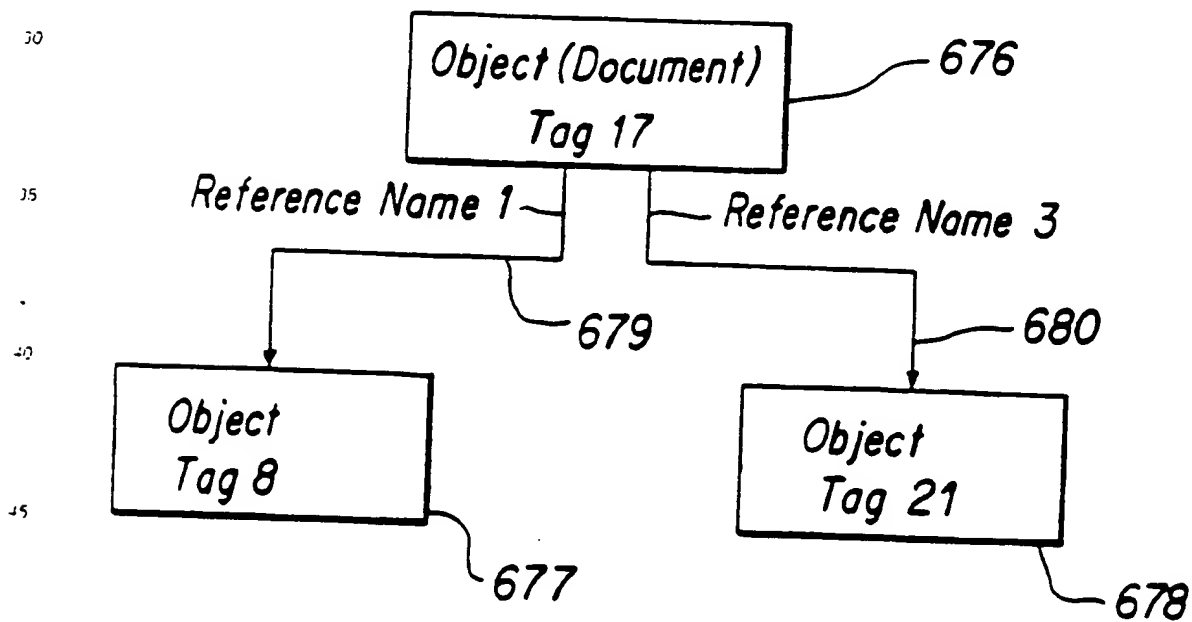 30
Object (Document)
Tag 17
676
35
Reference Name 1
Reference Name 3
679
680
40
Object
Tag 8
Object
Tag 21
45
677
678